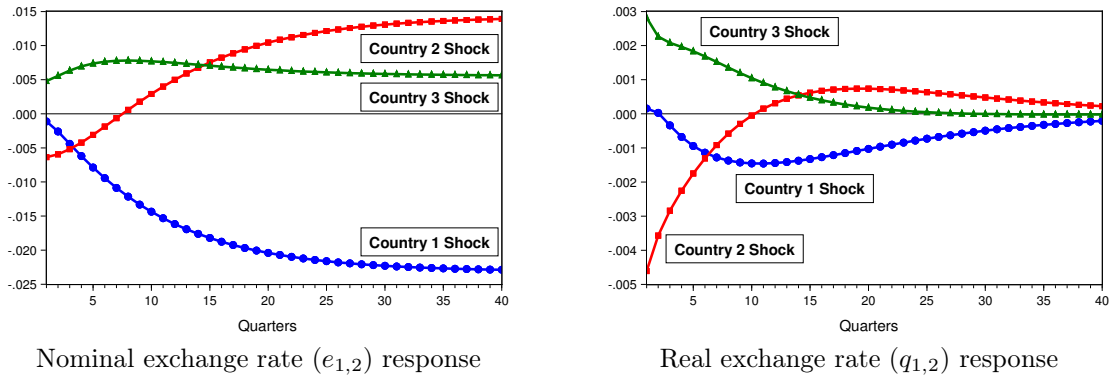 .015
.010
.005
.000
-.005
-.010
-.015
-.020
-.025
Country 2 Shock
Country 3 Shock
Country 1 Shock
5 10 15 20 25 30 35 40
Quarters
Nominal exchange rate (e1,2) response
.003
.002
.001
.000
-.001
-.002
-.003
-.004
-.005
Country 3 Shock
Country 1 Shock
Country 2 Shock
5 10 15 20 25 30 35 40
Quarters
Real exchange rate (q1,2) response